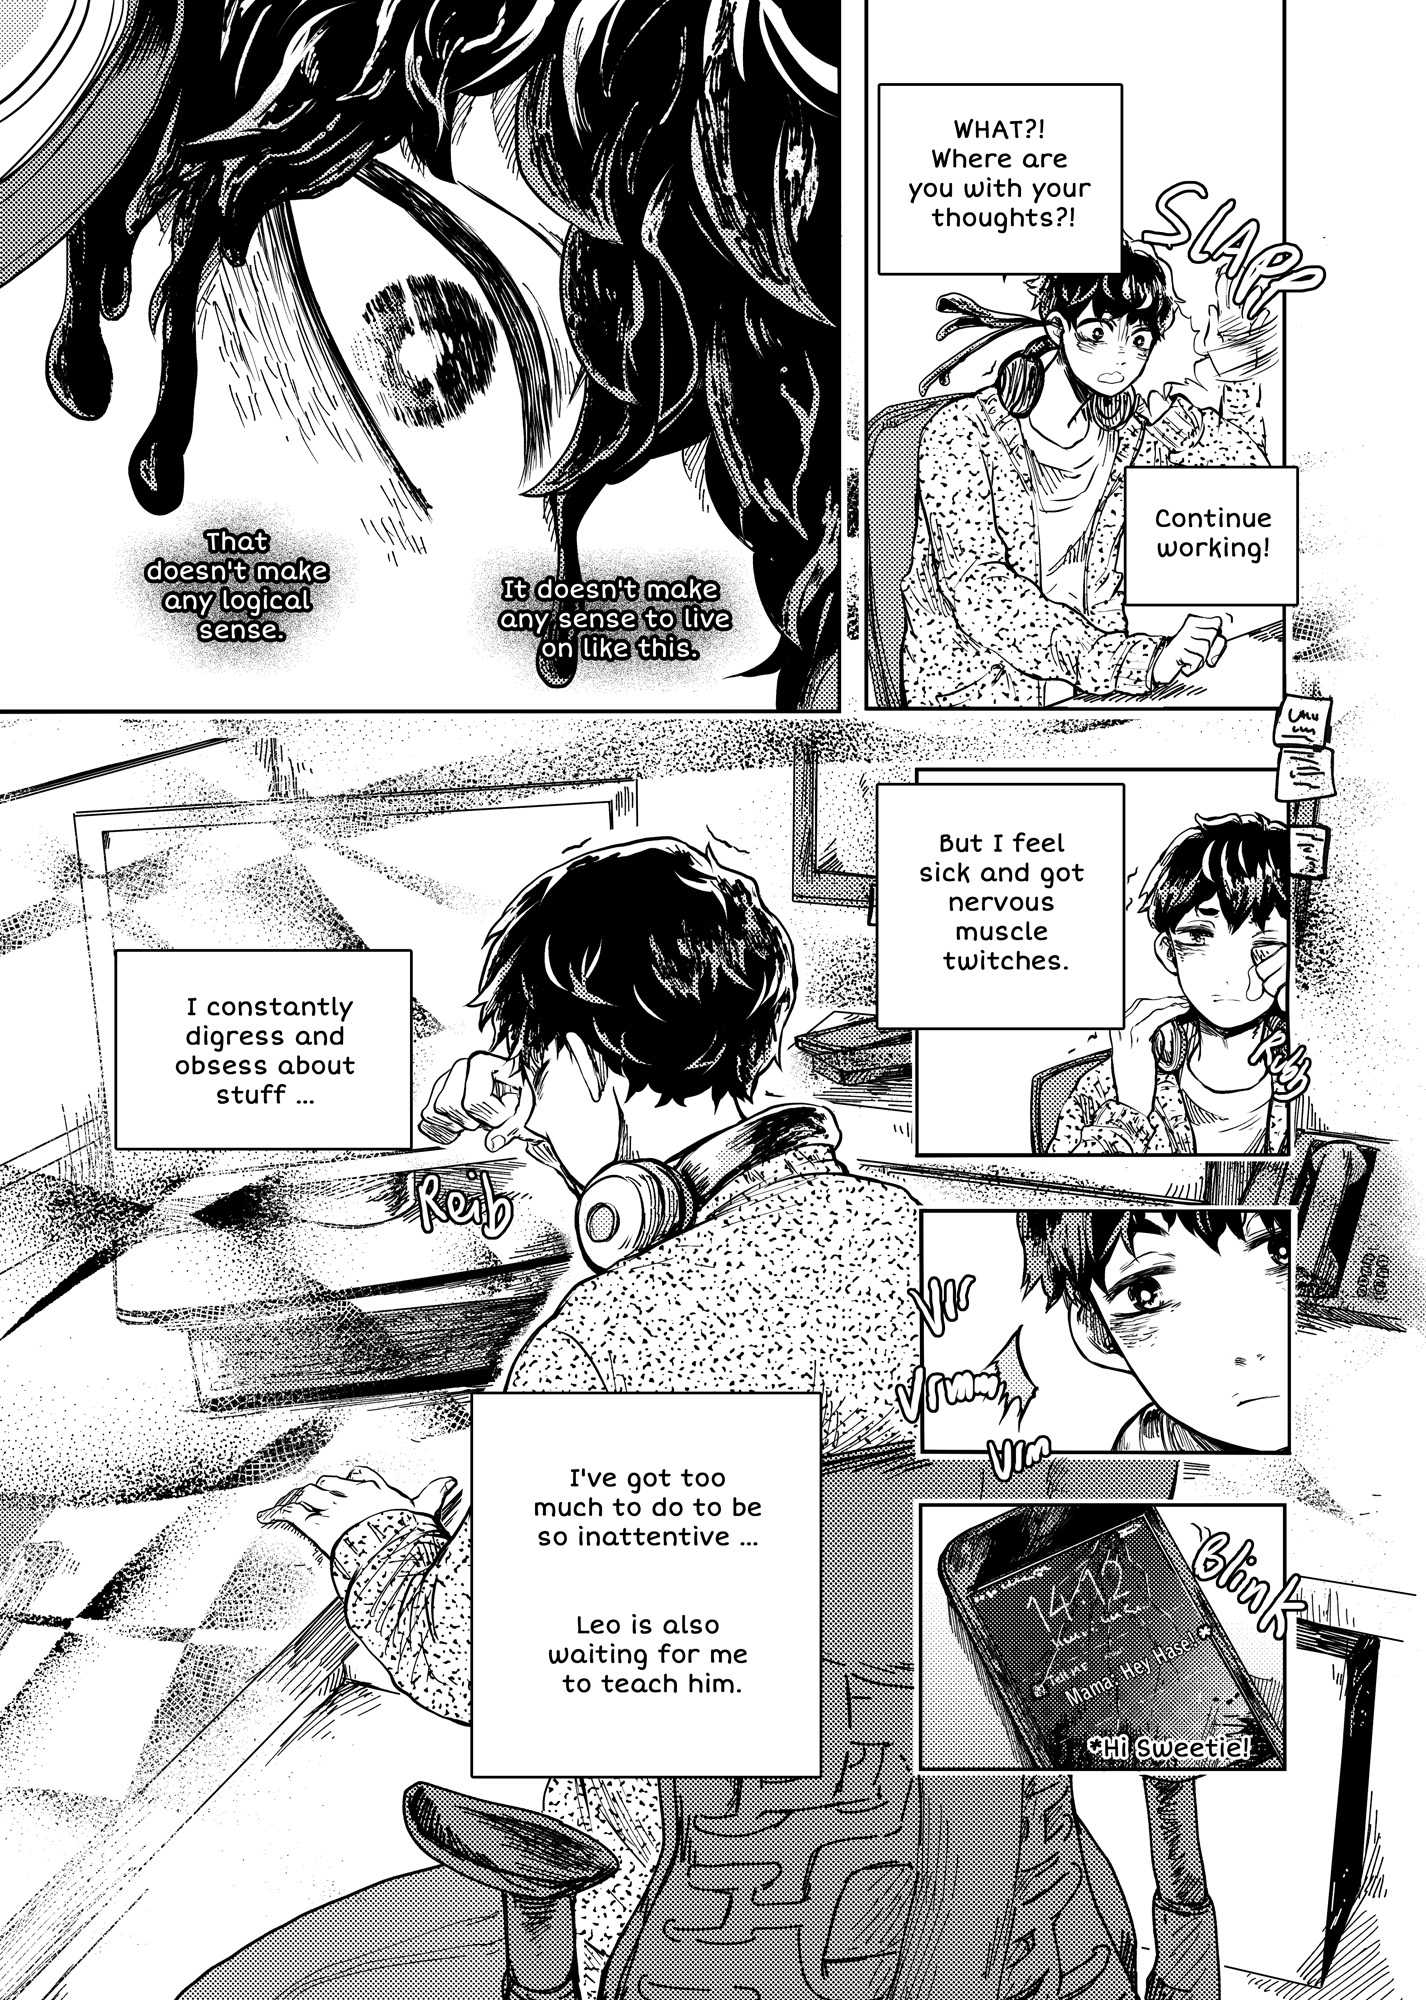 That
doesn't make
any logical
sense.
It doesn't make
any sense to live
on like this.
WHAT?!
Where are
you with your
thoughts?!
SLAPP
Continue
working!
I constantly
digress and
obsess about
stuff ...
Reib
But I feel
sick and got
nervous
muscle
twitches.
Rubb
Vrr
Vrmm
Vrm
I've got too
much to do to be
so inattentive ...
Leo is also
waiting for me
to teach him.
Blink
14:12
Mama: Hey Hase!*
*Hi Sweetie!